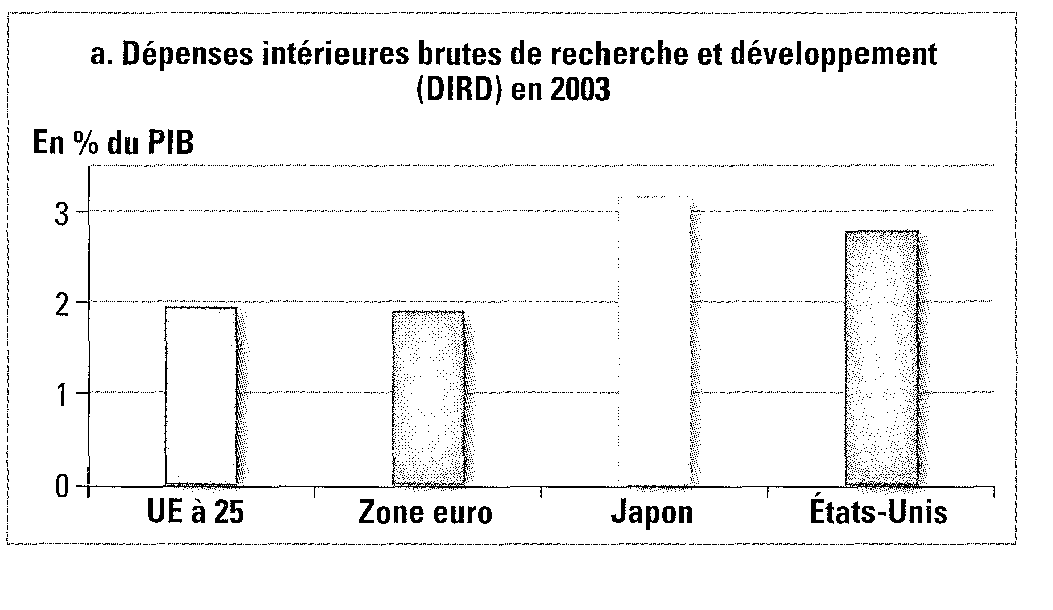 a. Dépenses intérieures brutes de recherche et développement
(DIRD) en 2003
En % du PIB
3
2
1
0
UE à 25 Zone euro Japon États-Unis